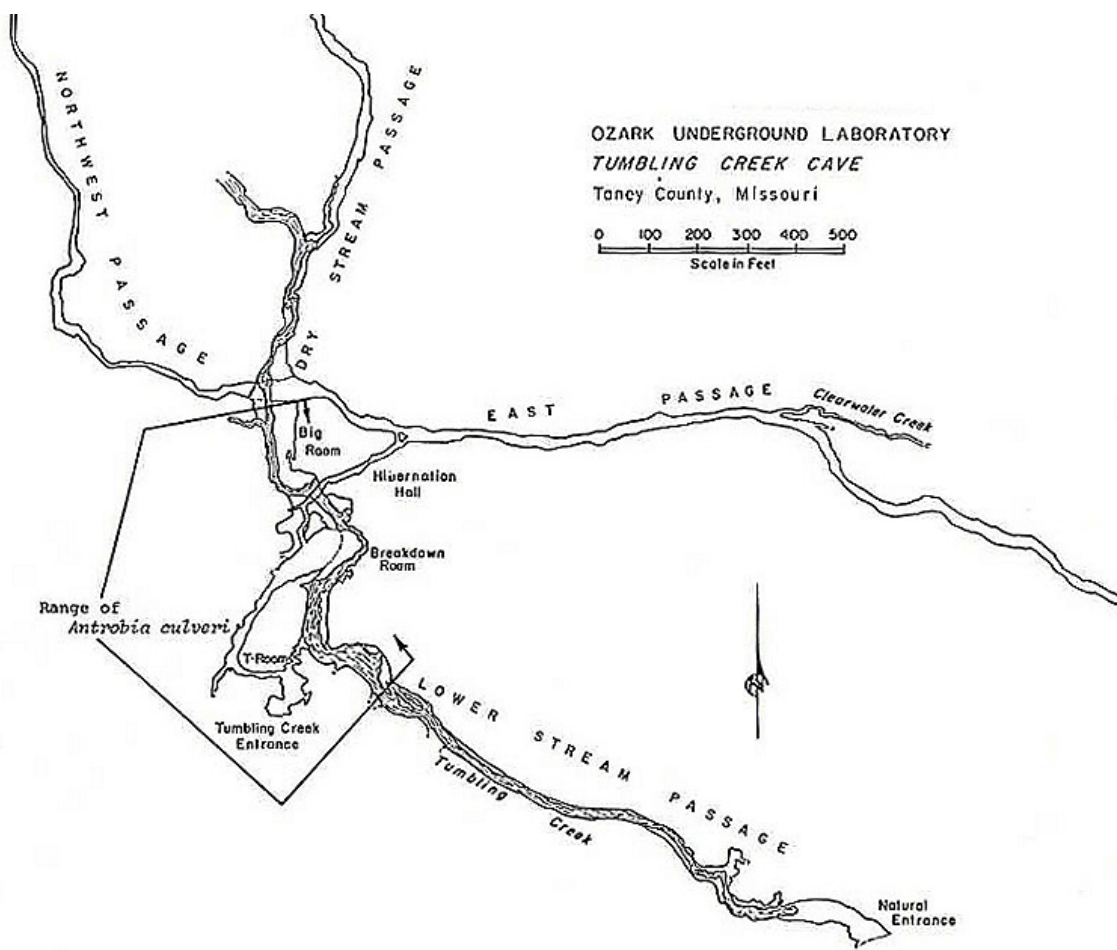 OZARK UNDERGROUND LABORATORY
TUMBLING CREEK CAVE
Taney County, Missouri
0 100 200 300 400 500
Scale in Feet
NORTHWEST PASSAGE
DRY STREAM PASSAGE
EAST PASSAGE
Clearwater Creek
Big
Room
Hibernation
Hall
Breakdown
Room
Range of
Antrobia culveri
T-Room
Tumbling Creek
Entrance
LOWER STREAM PASSAGE
Tumbling Creek
Natural
Entrance